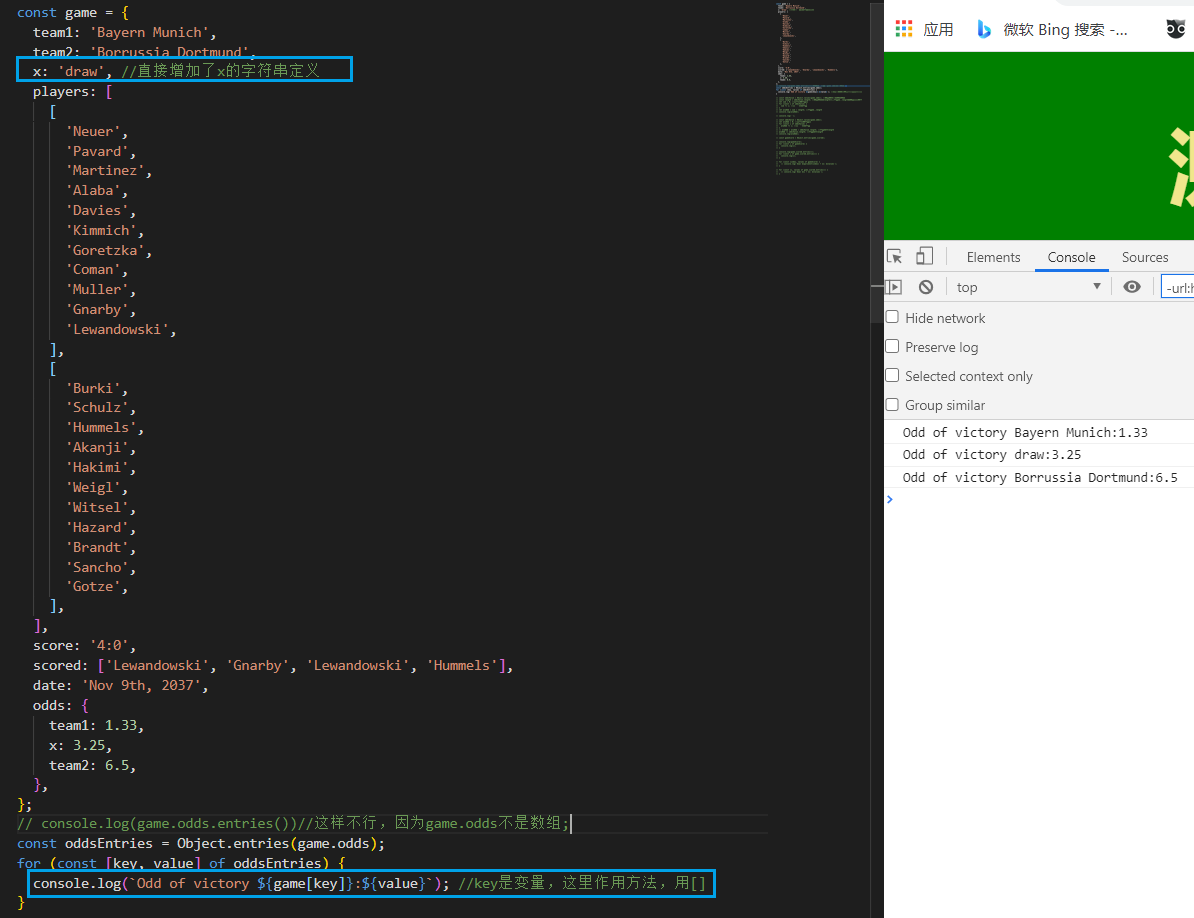 const game = {
team1: 'Bayern Munich',
team2: 'Borrussia Dortmund',
x: 'draw', //直接增加了x的字符串定义
players: [
[
'Neuer',
'Pavard',
'Martinez',
'Alaba',
'Davies',
'Kimmich',
'Goretzka',
'Coman',
'Muller',
'Gnarby',
'Lewandowski',
],
[
'Burki',
'Schulz',
'Hummels',
'Akanji',
'Hakimi',
'Weigl',
'Witsel',
'Hazard',
'Brandt',
'Sancho',
'Gotze',
],
],
score: '4:0',
scored: ['Lewandowski', 'Gnarby', 'Lewandowski', 'Hummels'],
date: 'Nov 9th, 2037',
odds: {
team1: 1.33,
x: 3.25,
team2: 6.5,
},
};
// console.log(game.odds.entries())//这样不行，因为game.odds不是数组;
const oddsEntries = Object.entries(game.odds);
for (const [key, value] of oddsEntries) {
console.log(`Odd of victory ${game[key]}:${value}`); //key是变量，这里作用方法，用[]
}
应用 微软 Bing 搜索 -...
Elements Console Sources
top -url:h
Hide network
Preserve log
Selected context only
Group similar
Odd of victory Bayern Munich:1.33
Odd of victory draw:3.25
Odd of victory Borrussia Dortmund:6.5
>